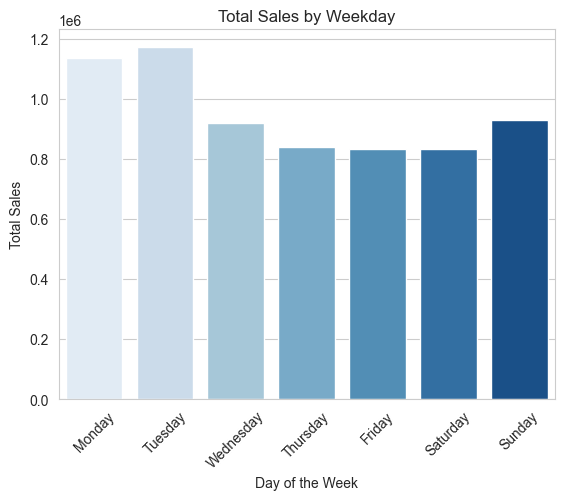 Total Sales by Weekday
1e6
1.2
1.0
0.8
0.6
0.4
0.2
0.0
Total Sales
Monday
Tuesday
Wednesday
Thursday
Friday
Saturday
Sunday
Day of the Week